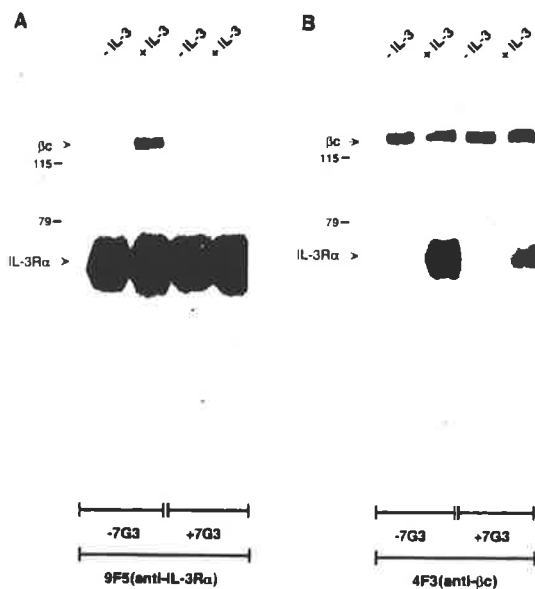 A
- IL-3
+ IL-3
- IL-3
+ IL-3
βc
115
79
IL-3Rα
-7G3
+7G3
9F5(anti-IL-3Rα)
B
- IL-3
+ IL-3
- IL-3
+ IL-3
βc
115
79
IL-3Rα
-7G3
+7G3
4F3(anti-βc)